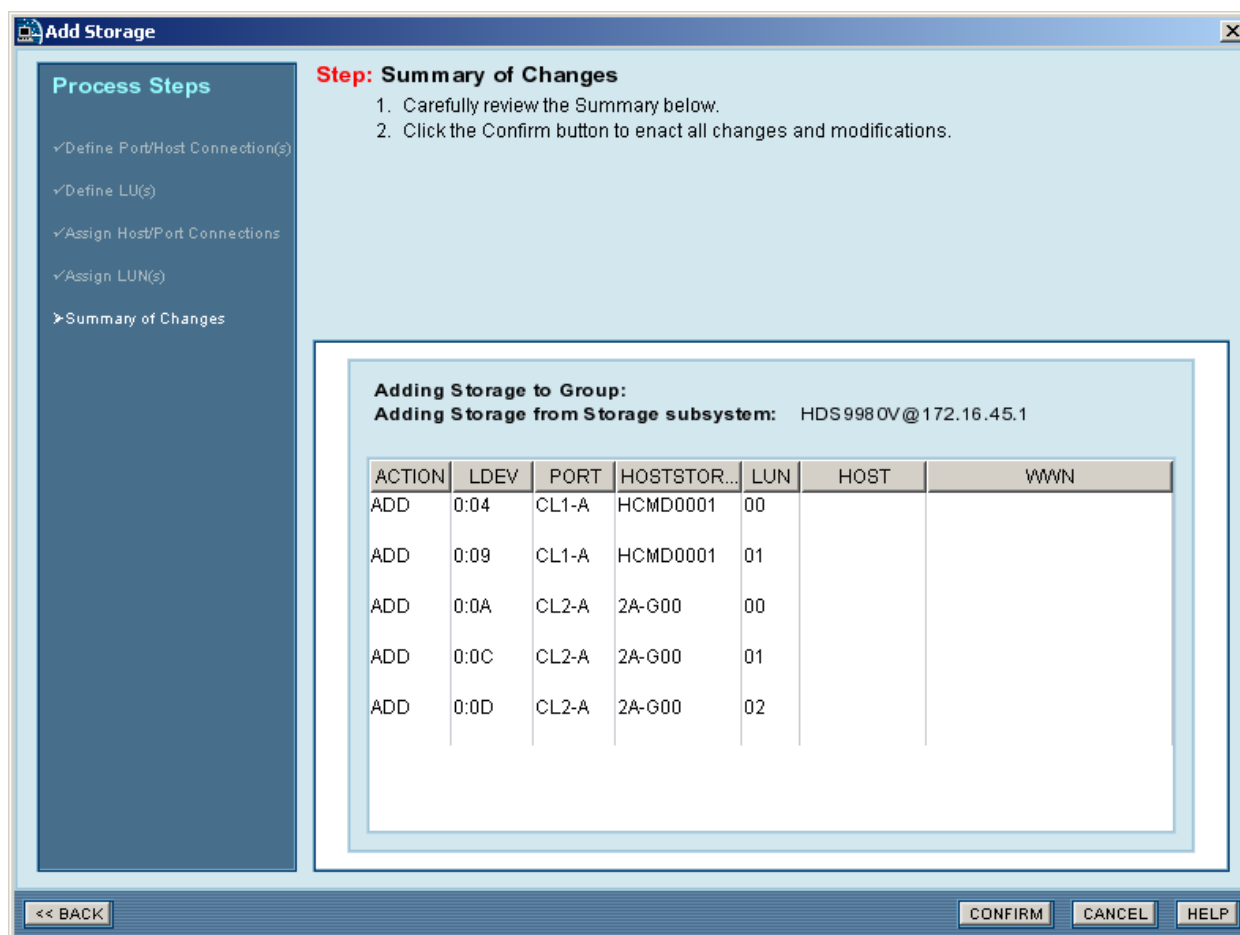 Add Storage
Process Steps
✓Define Port/Host Connection(s)
✓Define LU(s)
✓Assign Host/Port Connections
✓Assign LUN(s)
➢Summary of Changes
Step: Summary of Changes
1. Carefully review the Summary below.
2. Click the Confirm button to enact all changes and modifications.
Adding Storage to Group:
Adding Storage from Storage subsystem: HDS9980V@172.16.45.1
ACTION LDEV PORT HOSTSTOR... LUN HOST WWN
ADD 0:04 CL1-A HCMD0001 00
ADD 0:09 CL1-A HCMD0001 01
ADD 0:0A CL2-A 2A-G00 00
ADD 0:0C CL2-A 2A-G00 01
ADD 0:0D CL2-A 2A-G00 02
<< BACK CONFIRM CANCEL HELP